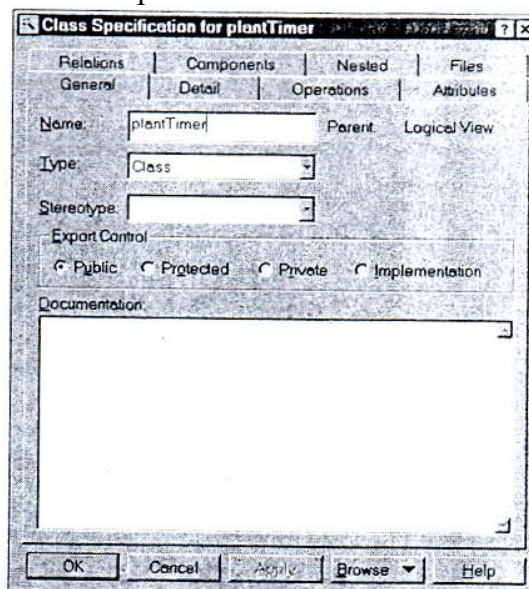 Class Specification for plantTimer
Relations Components Nested Files
General Detail Operations Attributes
Name: plantTimer Parent: Logical View
Type: Class
Stereotype:
Export Control
Public Protected Private Implementation
Documentation:
OK Cancel Apply Browse Help